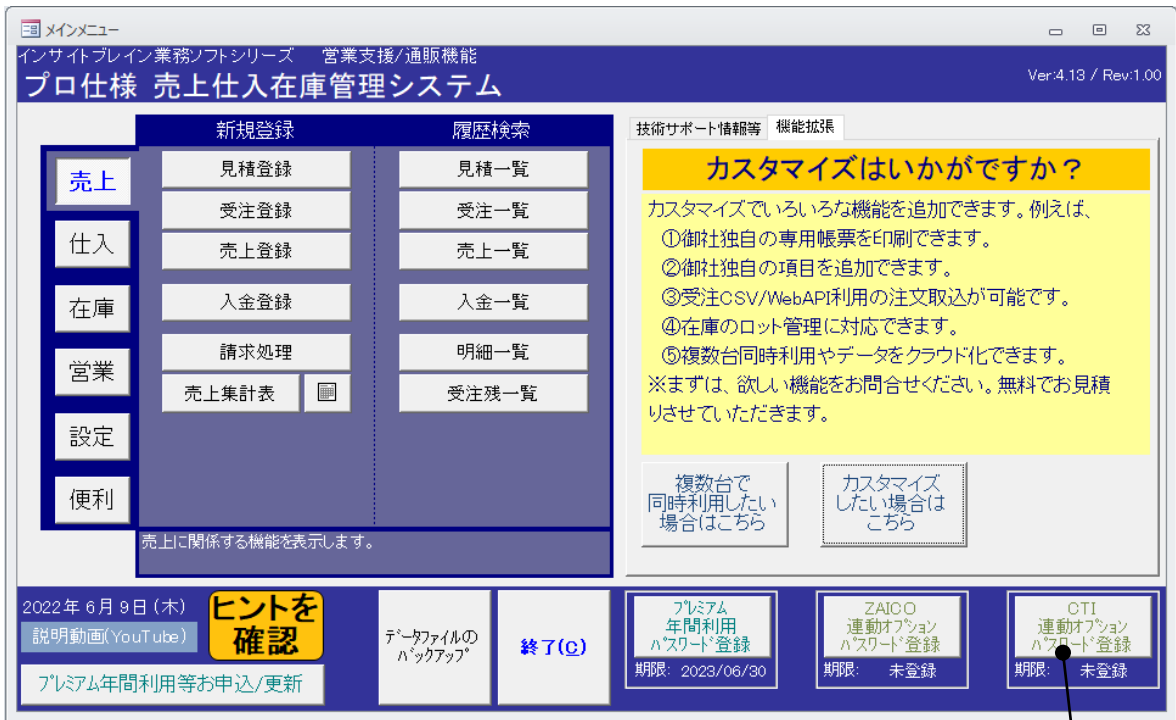 メインメニュー
インサイトブレイン業務ソフトシリーズ 営業支援/通販機能
プロ仕様 売上仕入在庫管理システム
Ver:4.13 / Rev:1.00
新規登録
履歴検索
売上
仕入
在庫
営業
設定
便利
見積登録
見積一覧
受注登録
受注一覧
売上登録
売上一覧
入金登録
入金一覧
請求処理
明細一覧
売上集計表
受注残一覧
売上に関係する機能を表示します。
技術サポート情報等
機能拡張
カスタマイズはいかがですか？
カスタマイズでいろいろな機能を追加できます。例えば、
①御社独自の専用帳票を印刷できます。
②御社独自の項目を追加できます。
③受注CSV/WebAPI利用の注文取込が可能です。
④在庫のロット管理に対応できます。
⑤複数台同時利用やデータをクラウド化できます。
※まずは、欲しい機能をお問合せください。無料でお見積
りさせていただきます。
複数台で
同時利用したい
場合はこちら
カスタマイズ
したい場合は
こちら
2022年 6月 9日 (木)
説明動画(YouTube)
ヒントを
確認
プレミアム年間利用等お申込/更新
ﾃﾞｰﾀﾌｧｲﾙの
ﾊﾞｯｸｱｯﾌﾟ
終了(C)
ﾌﾟﾚﾐｱﾑ
年間利用
ﾊﾟｽﾜｰﾄﾞ登録
期限: 2023/06/30
ZAICO
連動ｵﾌﾟｼｮﾝ
ﾊﾟｽﾜｰﾄﾞ登録
期限: 未登録
CTI
連動ｵﾌﾟｼｮﾝ
ﾊﾟｽﾜｰﾄﾞ登録
期限: 未登録